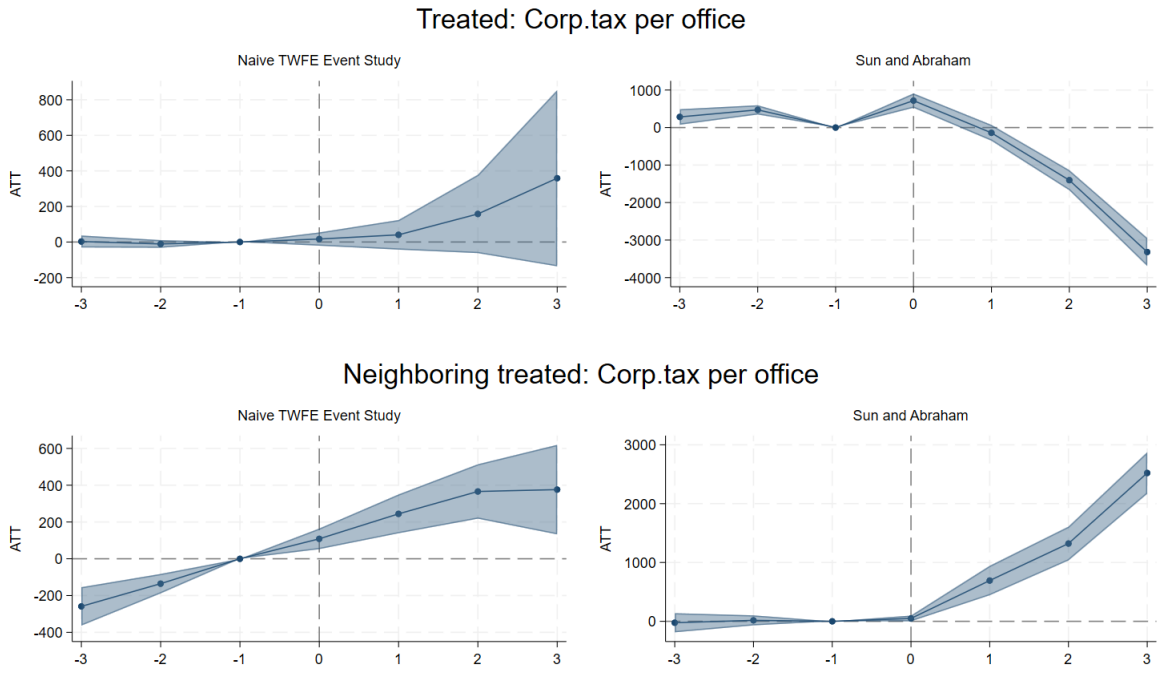 Treated: Corp.tax per office
Naive TWFE Event Study
800
600
400
200
0
-200
ATT
-3 -2 -1 0 1 2 3
Sun and Abraham
1000
0
-1000
-2000
-3000
-4000
ATT
-3 -2 -1 0 1 2 3
Neighboring treated: Corp.tax per office
Naive TWFE Event Study
600
400
200
0
-200
-400
ATT
-3 -2 -1 0 1 2 3
Sun and Abraham
3000
2000
1000
0
ATT
-3 -2 -1 0 1 2 3